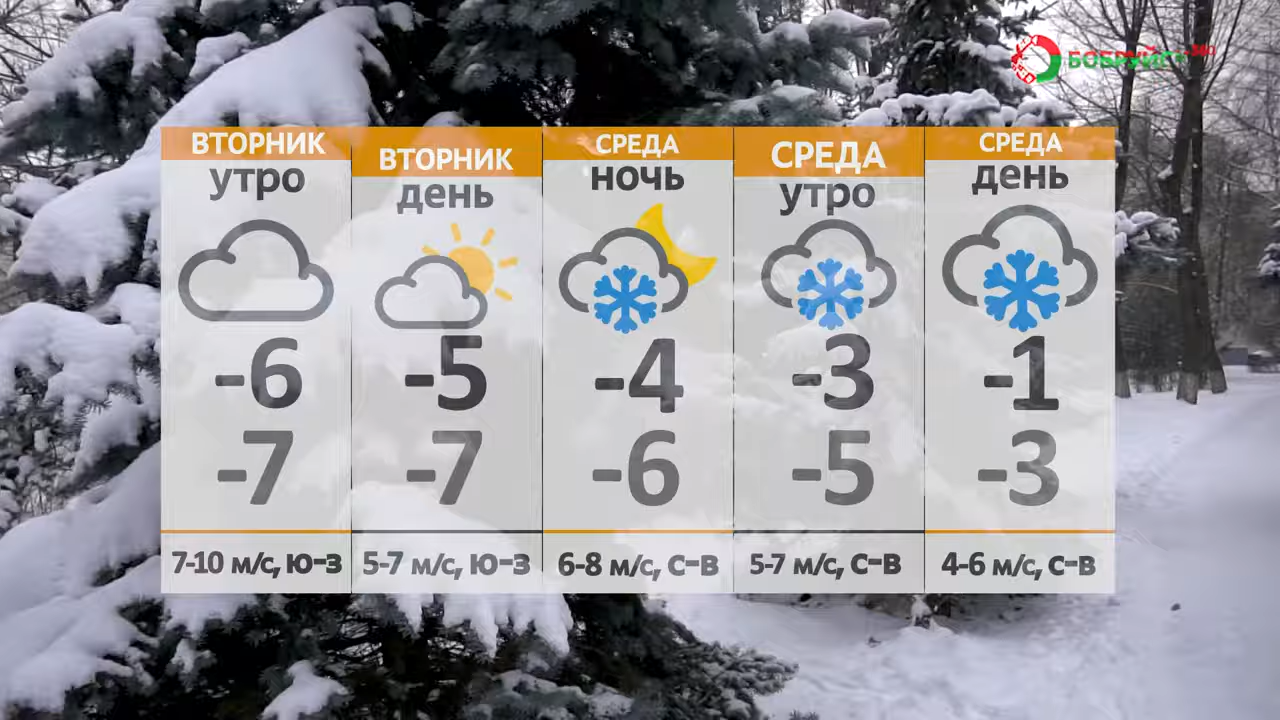 БОБРУЙСК 360
ВТОРНИК
утро
-6
-7
7-10 м/с, Ю-З
ВТОРНИК
день
-5
-7
5-7 м/с, Ю-З
СРЕДА
ночь
-4
-6
6-8 м/с, С-В
СРЕДА
утро
-3
-5
5-7 м/с, С-В
СРЕДА
день
-1
-3
4-6 м/с, С-В